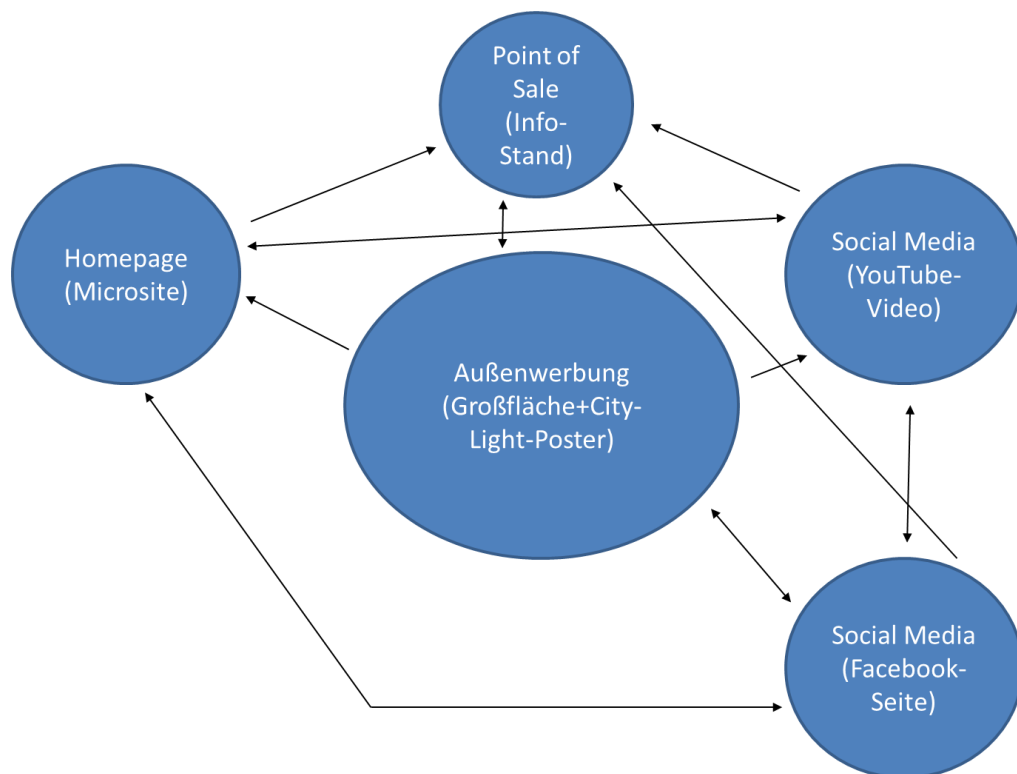 Point of
Sale
(Info-
Stand)
Homepage
(Microsite)
Social Media
(YouTube-
Video)
Außenwerbung
(Großfläche+City-
Light-Poster)
Social Media
(Facebook-
Seite)